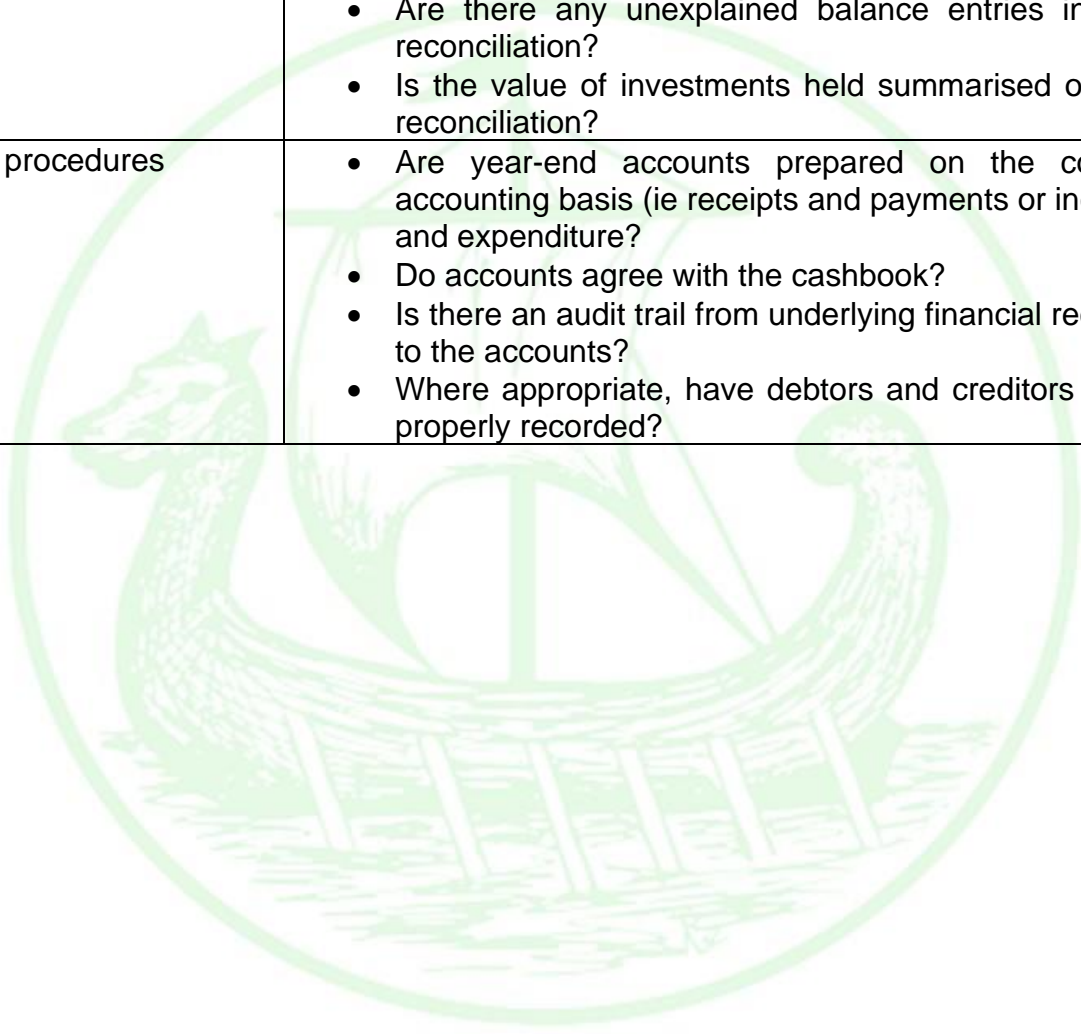 Are there any unexplained balance entries in
reconciliation?
Is the value of investments held summarised
reconciliation?
procedures
Are year-end accounts prepared on the
accounting basis (ie receipts and payments or
and expenditure?
Do accounts agree with the cashbook?
Is there an audit trail from underlying financial
to the accounts?
Where appropriate, have debtors and creditors
properly recorded?